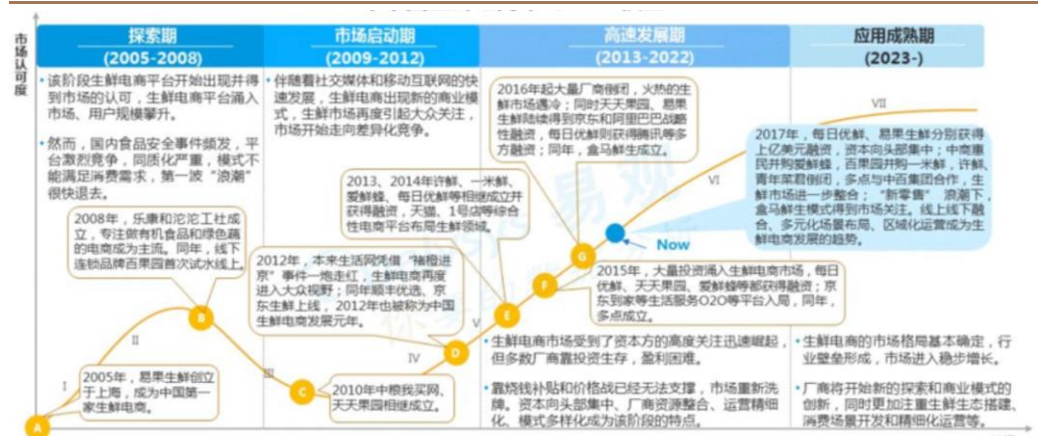 市场认可度
探索期
(2005-2008)
市场启动期
(2009-2012)
高速发展期
(2013-2022)
应用成熟期
(2023-)
• 该阶段生鲜电商平台开始出现并得
到市场的认可，生鲜电商平台涌入
市场、用户规模攀升。
• 然而，国内食品安全事件频发，平
台激烈竞争，同质化严重，模式不
能满足消费需求，第一波“浪潮”
很快退去。
2008年，乐康和沱沱工社成
立，专注做有机食品和绿色蔬
的电商成为主流。同年，线下
连锁品牌百果园首次试水线上。
2005年，易果生鲜创立
于上海，成为中国第一
家生鲜电商。
• 伴随着社交媒体和移动互联网的快
速发展，生鲜电商出现新的商业模
式，生鲜市场再度引起大众关注，
市场开始走向差异化竞争。
2013、2014年许鲜、一米鲜、
爱鲜蜂、每日优鲜等相继成立并
获得融资，天猫、1号店等综合
性电商平台布局生鲜领域。
2012年，本来生活网凭借“褚橙进
京”事件一炮走红，生鲜电商再度
进入大众视野；同年顺丰优选、京
东生鲜上线，2012年也被称为中国
生鲜电商发展元年。
2010年中粮我买网、
天天果园相继成立。
2016年起大量厂商倒闭，火热的生
鲜市场遇冷；同时天天果园、易果
生鲜陆续得到京东和阿里巴巴战略
性融资，每日优鲜则获得腾讯等多
方融资；同年，盒马鲜生成立。
Now
2015年，大量投资涌入生鲜电商市场，每日
优鲜、天天果园、爱鲜蜂等都获得融资；京
东到家等生活服务O2O等平台入局，同年，
多点成立。
• 生鲜电商市场受到了资本方的高度关注迅速崛起，
但多数厂商靠投资生存，盈利困难。
• 靠烧钱补贴和价格战已经无法支撑，市场重新洗
牌。资本向头部集中、厂商资源整合、运营精细
化、模式多样化成为该阶段的特点。
2017年，每日优鲜、易果生鲜分别获得
上亿美元融资，资本向头部集中；中商惠
民并购爱鲜蜂，百果园并购一米鲜，许鲜、
青年菜君倒闭，多点与中百集团合作，生
鲜市场进一步整合；“新零售”浪潮下，
盒马鲜生模式得到市场关注。线上线下融
合、多元化场景布局、区域化运营成为生
鲜电商发展的趋势。
• 生鲜电商的市场格局基本确定，行
业壁垒形成，市场进入稳步增长。
• 厂商将开始新的探索和商业模式的
创新，同时更加注重生鲜生态搭建、
消费场景开发和精细化运营等。
A
B
C
D
E
F
G
I
II
III
IV
V
VI
VII
易观